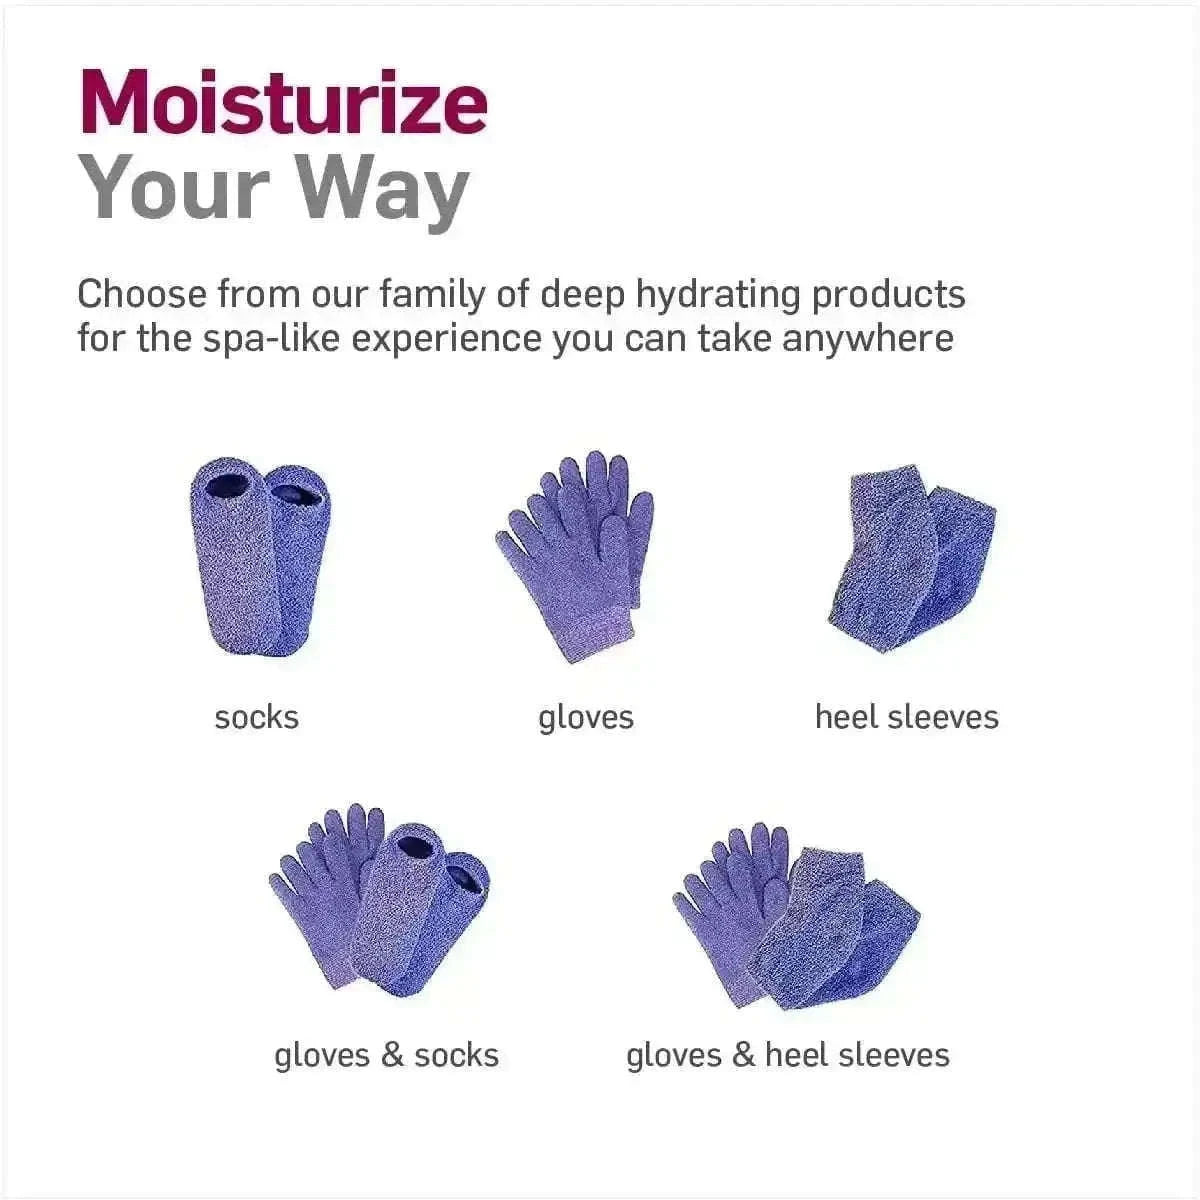 Moisturize
Your Way
Choose from our family of deep hydrating products
for the spa-like experience you can take anywhere
socks
gloves
heel sleeves
gloves & socks
gloves & heel sleeves